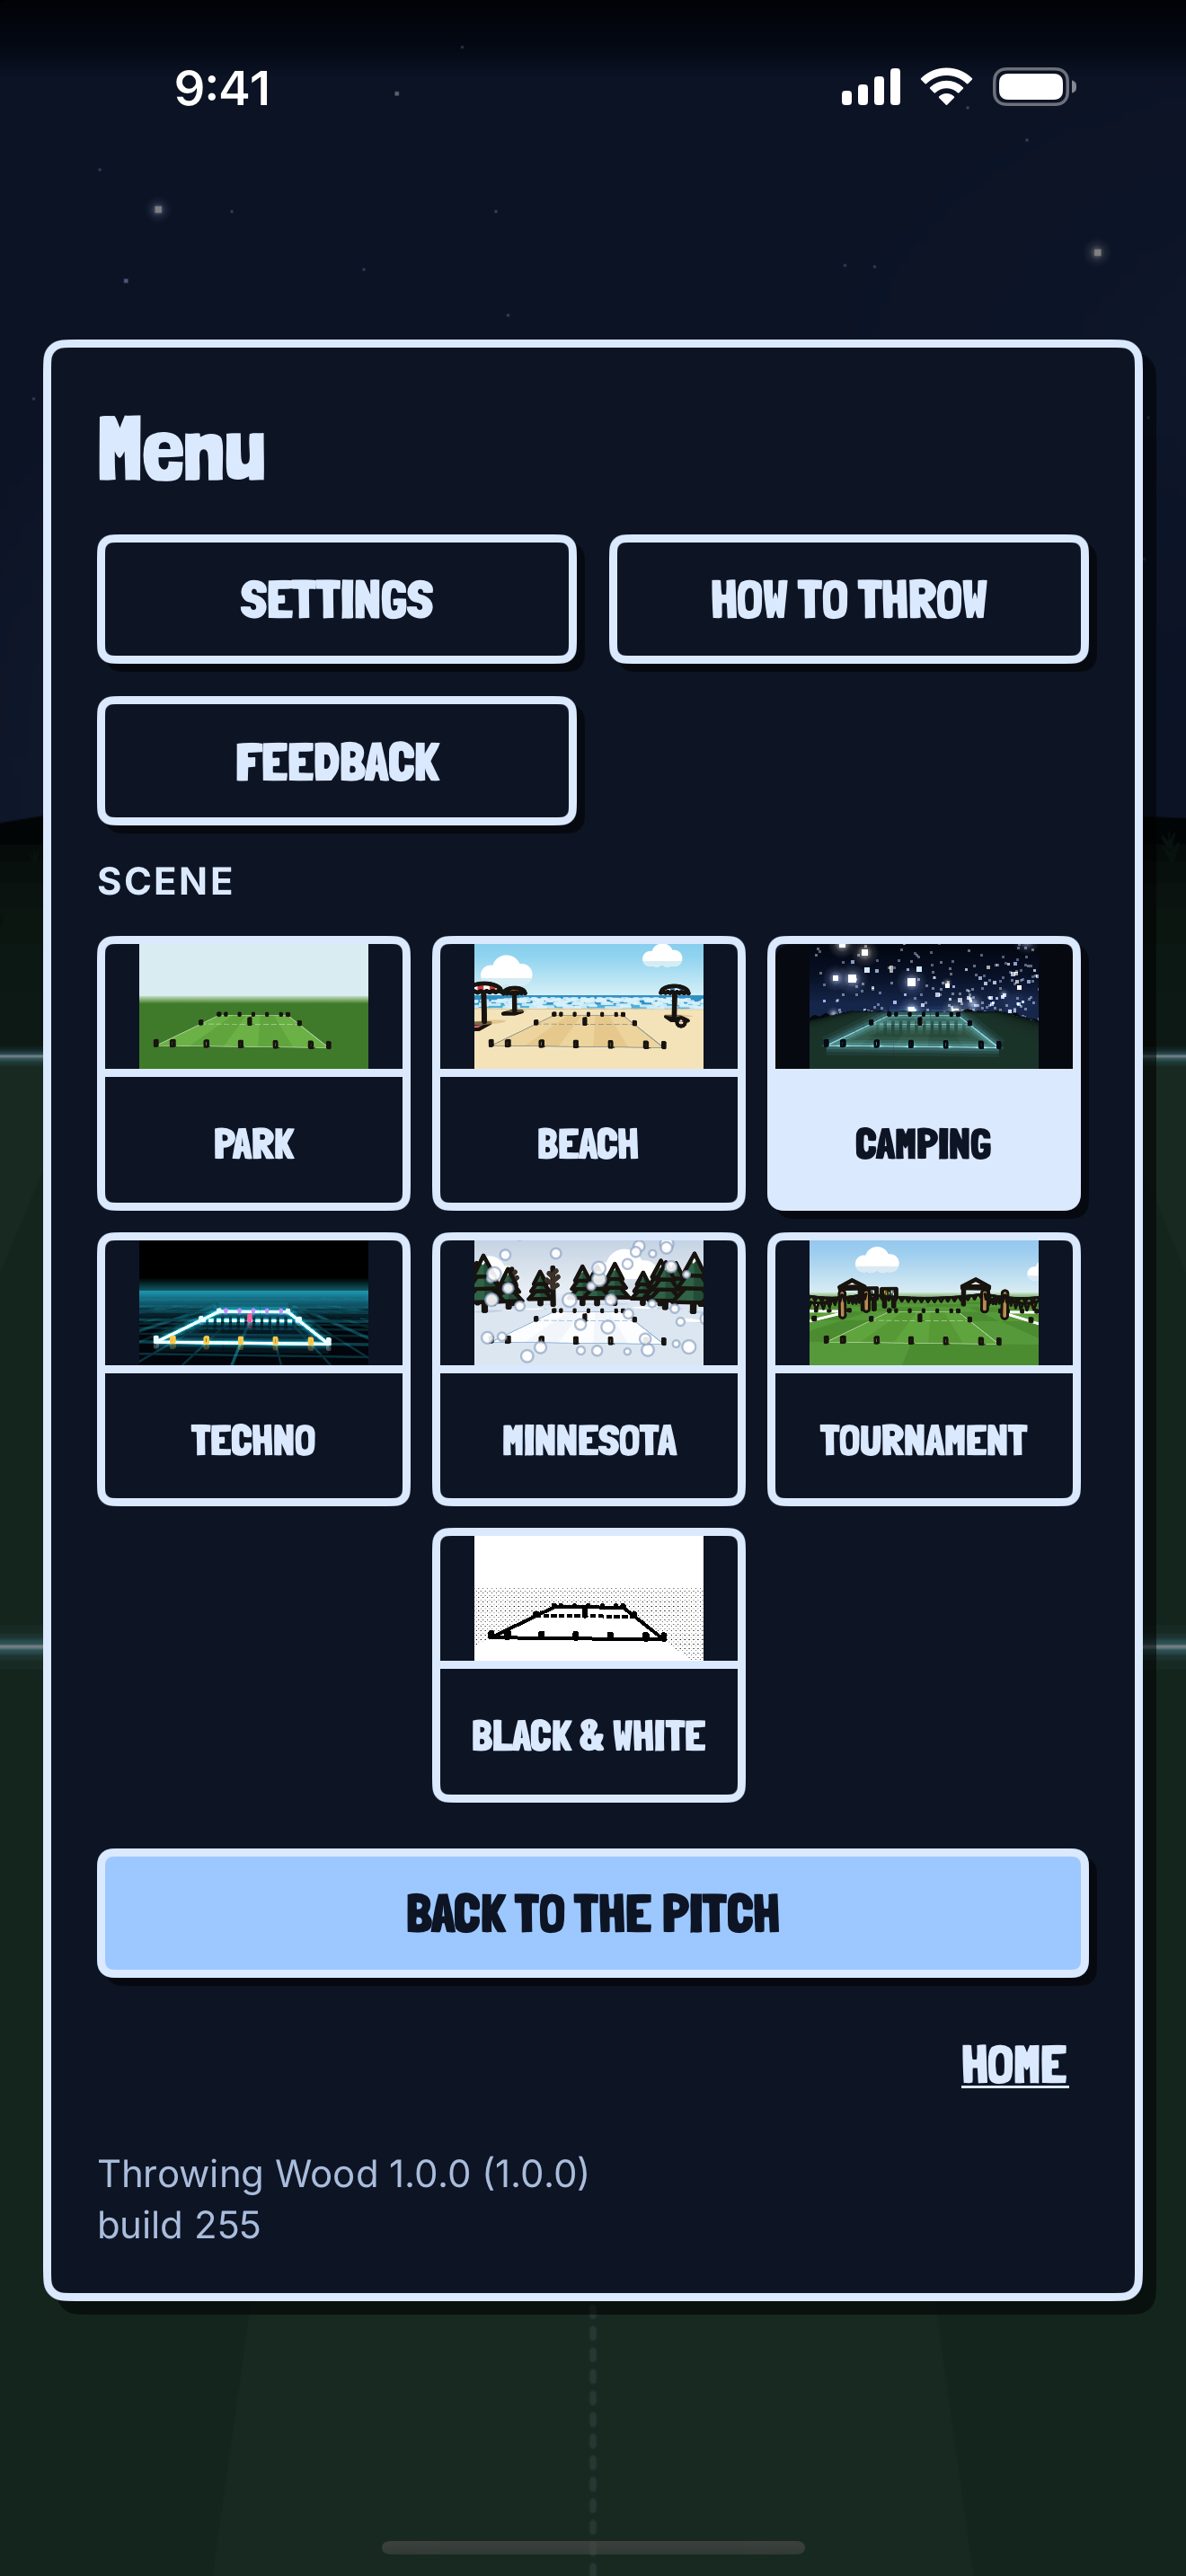 9:41
Menu
SETTINGS
HOW TO THROW
FEEDBACK
SCENE
PARK
BEACH
CAMPING
TECHNO
MINNESOTA
TOURNAMENT
BLACK & WHITE
BACK TO THE PITCH
HOME
Throwing Wood 1.0.0 (1.0.0)
build 255